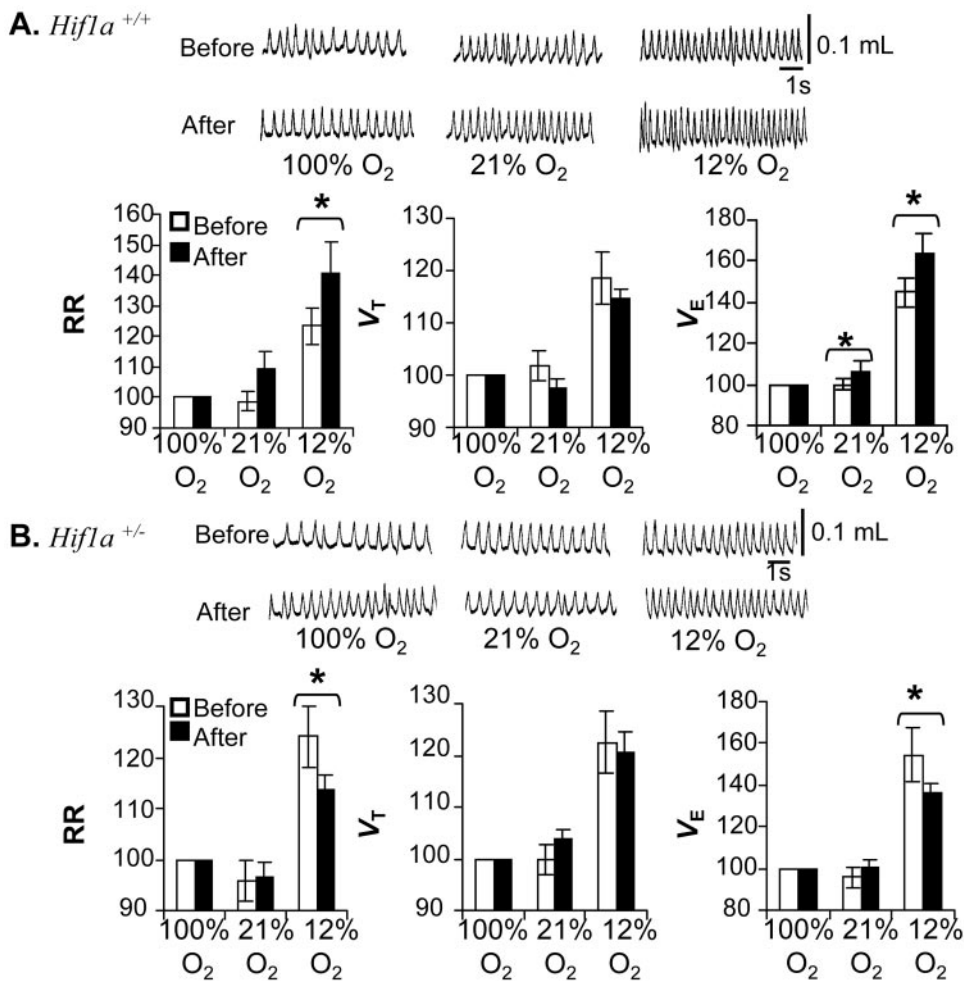 A. Hif1a +/+
Before
0.1 mL
1s
After
100% O2 21% O2 12% O2
Before
After
RR
160
150
140
130
120
110
100
90
*
100% 21% 12%
O2 O2 O2
VT
130
120
110
100
90
100% 21% 12%
O2 O2 O2
VE
180
160
140
120
100
80
*
*
100% 21% 12%
O2 O2 O2
B. Hif1a +/-
Before
0.1 mL
1s
After
100% O2 21% O2 12% O2
Before
After
RR
130
120
110
100
90
*
100% 21% 12%
O2 O2 O2
VT
130
120
110
100
90
100% 21% 12%
O2 O2 O2
VE
180
160
140
120
100
80
*
100% 21% 12%
O2 O2 O2